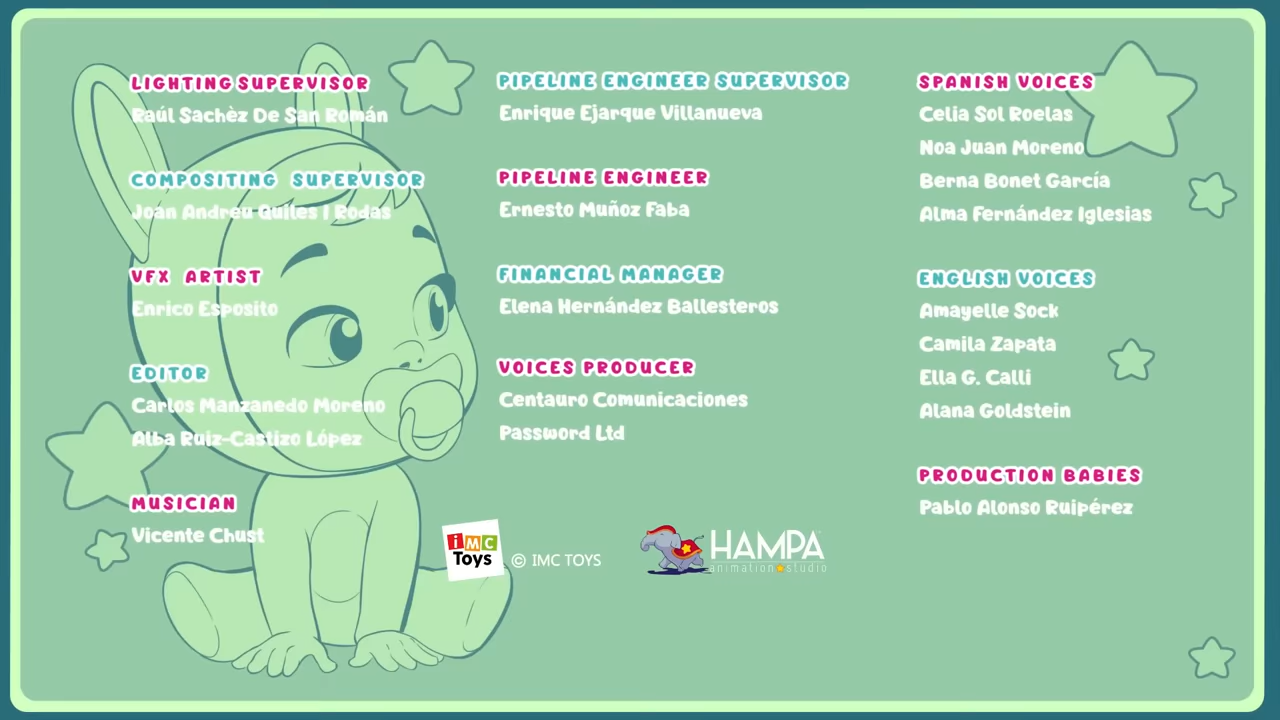 LIGHTING SUPERVISOR
Raúl Sachèz De San Román
COMPOSITING SUPERVISOR
Joan Andreu Quiles I Rodas
VFX ARTIST
Enrico Esposito
EDITOR
Carlos Manzanedo Moreno
Alba Ruiz-Castizo López
MUSICIAN
Vicente Chust
PIPELINE ENGINEER SUPERVISOR
Enrique Ejarque Villanueva
PIPELINE ENGINEER
Ernesto Muñoz Faba
FINANCIAL MANAGER
Elena Hernández Ballesteros
VOICES PRODUCER
Centauro Comunicaciones
Password Ltd
iMC
Toys
© IMC TOYS
HAMPA
animation studio
SPANISH VOICES
Celia Sol Roelas
Noa Juan Moreno
Berna Bonet García
Alma Fernández Iglesias
ENGLISH VOICES
Amayelle Sock
Camila Zapata
Ella G. Calli
Alana Goldstein
PRODUCTION BABIES
Pablo Alonso Ruipérez